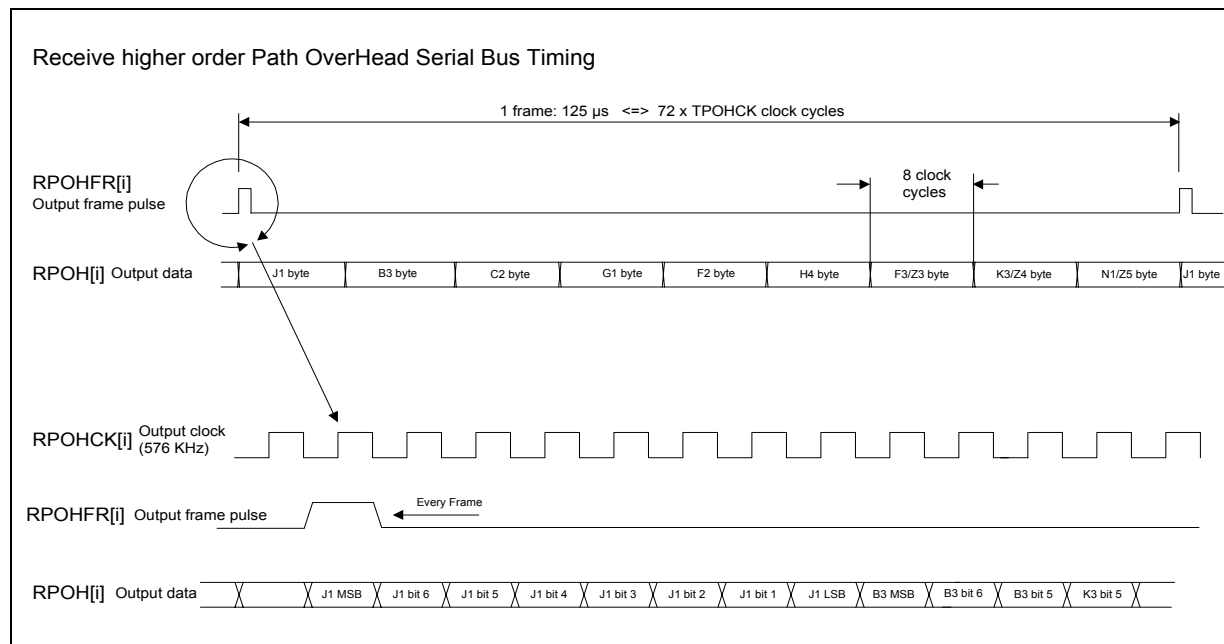 Receive higher order Path OverHead Serial Bus Timing
1 frame: 125 µs <=> 72 x TPOHCK clock cycles
RPOHFR[i]
Output frame pulse
8 clock
cycles
RPOH[i] Output data
J1 byte B3 byte C2 byte G1 byte F2 byte H4 byte F3/Z3 byte K3/Z4 byte N1/Z5 byte J1 byte
RPOHCK[i] Output clock
(576 KHz)
RPOHFR[i] Output frame pulse
Every Frame
RPOH[i] Output data
J1 MSB J1 bit 6 J1 bit 5 J1 bit 4 J1 bit 3 J1 bit 2 J1 bit 1 J1 LSB B3 MSB B3 bit 6 B3 bit 5 K3 bit 5